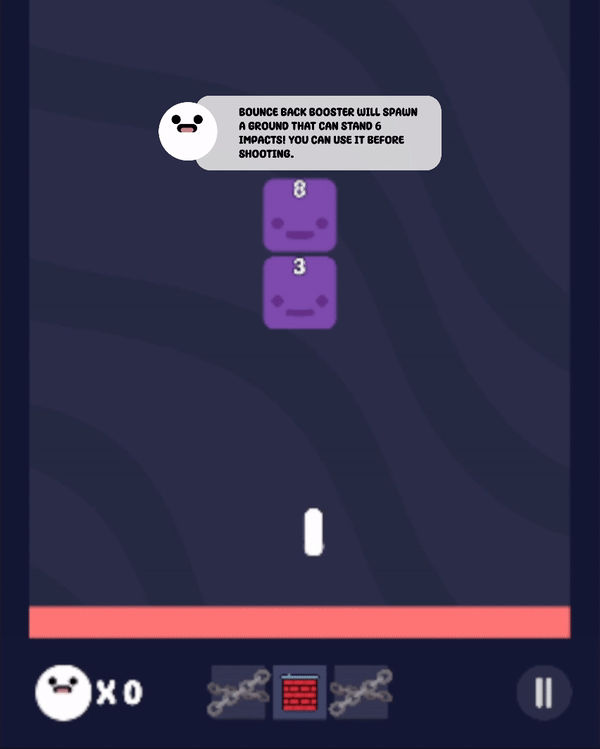 BOUNCE BACK BOOSTER WILL SPAWN
A GROUND THAT CAN STAND 6
IMPACTS! YOU CAN USE IT BEFORE
SHOOTING.
8
3
X 0